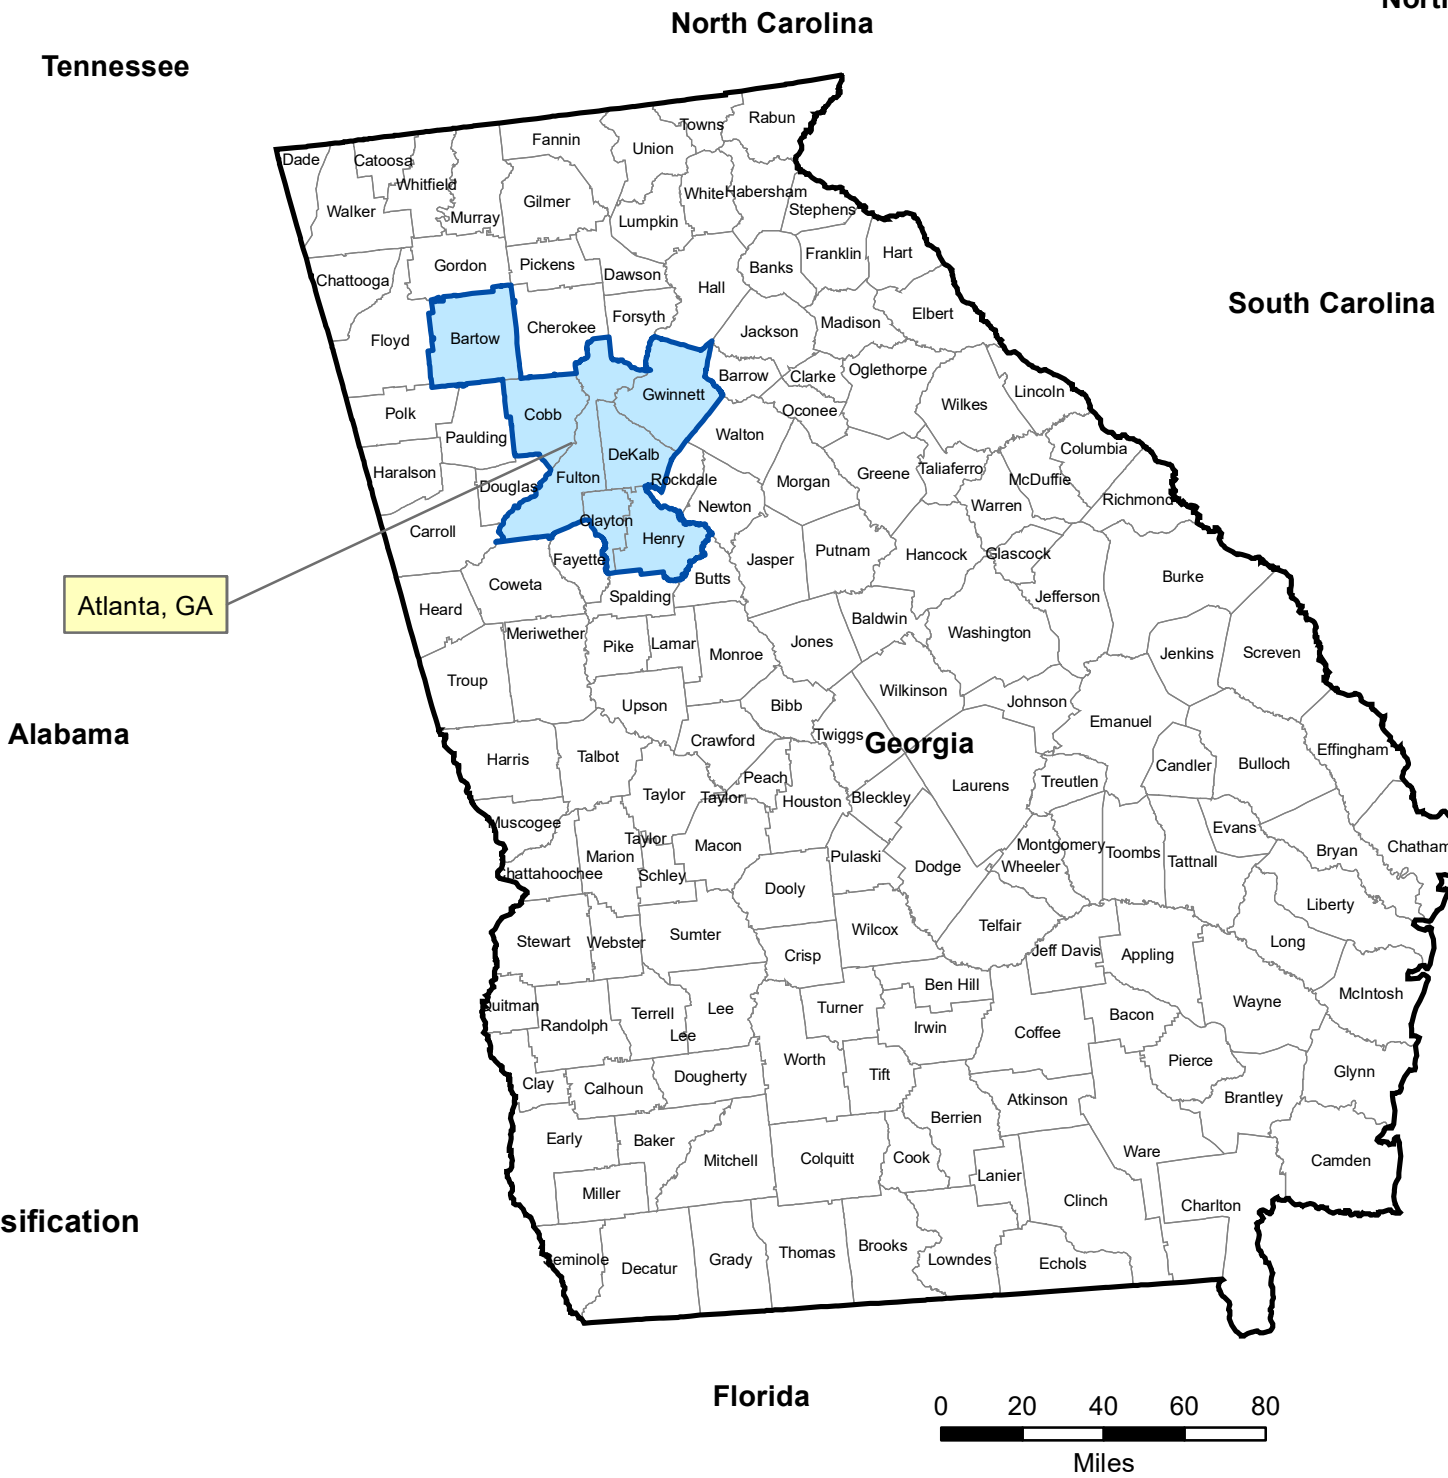 North
North Carolina
Tennessee
Rabun
Towns
Fannin
Union
Dade
Catoosa
Whitfield
White
Habersham
Gilmer
Stephens
Walker
Murray
Lumpkin
Franklin
Hart
Gordon
Pickens
Banks
Dawson
Chattooga
Hall
South Carolina
Elbert
Forsyth
Madison
Cherokee
Jackson
Bartow
Floyd
Oglethorpe
Barrow
Clarke
Lincoln
Gwinnett
Wilkes
Oconee
Polk
Cobb
Walton
Paulding
Columbia
DeKalb
Taliaferro
Haralson
Greene
Fulton
Rockdale
McDuffie
Morgan
Douglas
Richmond
Newton
Warren
Clayton
Carroll
Henry
Putnam
Hancock
Glascock
Fayette
Jasper
Burke
Butts
Coweta
Spalding
Jefferson
Atlanta, GA
Heard
Baldwin
Meriwether
Washington
Jones
Lamar
Pike
Monroe
Jenkins
Screven
Troup
Wilkinson
Johnson
Upson
Bibb
Emanuel
Alabama
Twiggs
Crawford
Georgia
Effingham
Talbot
Harris
Candler
Bulloch
Peach
Treutlen
Laurens
Taylor
Taylor
Bleckley
Houston
Muscogee
Evans
Taylor
Macon
Montgomery
Chatham
Bryan
Toombs
Marion
Pulaski
Tattnall
Dodge
Wheeler
hattahoochee
Schley
Dooly
Liberty
Telfair
Wilcox
Sumter
Stewart
Webster
Long
Jeff Davis
Appling
Crisp
Ben Hill
McIntosh
Wayne
uitman
Turner
Lee
Terrell
Bacon
Randolph
Irwin
Coffee
Lee
Worth
Pierce
Glynn
Tift
Dougherty
Clay
Calhoun
Brantley
Atkinson
Berrien
Early
Baker
Ware
Cook
Colquitt
Mitchell
Camden
Lanier
Miller
Clinch
Charlton
sification
Brooks
Thomas
Grady
Lowndes
eminole
Echols
Decatur
Florida
0 20 40 60 80
Miles